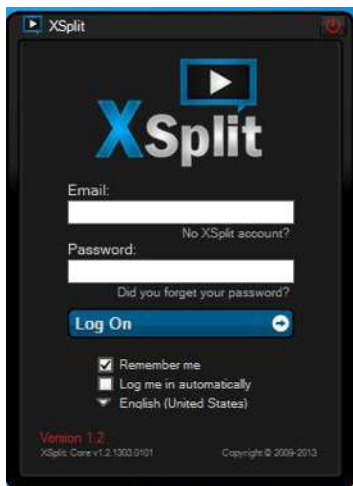 XSplit
XSplit
Email:
No XSplit account?
Password:
Did you forget your password?
Log On
Remember me
Log me in automatically
English (United States)
Version 1.2
XSplit Core v1.2.1303.0101
Copyright © 2009-2013